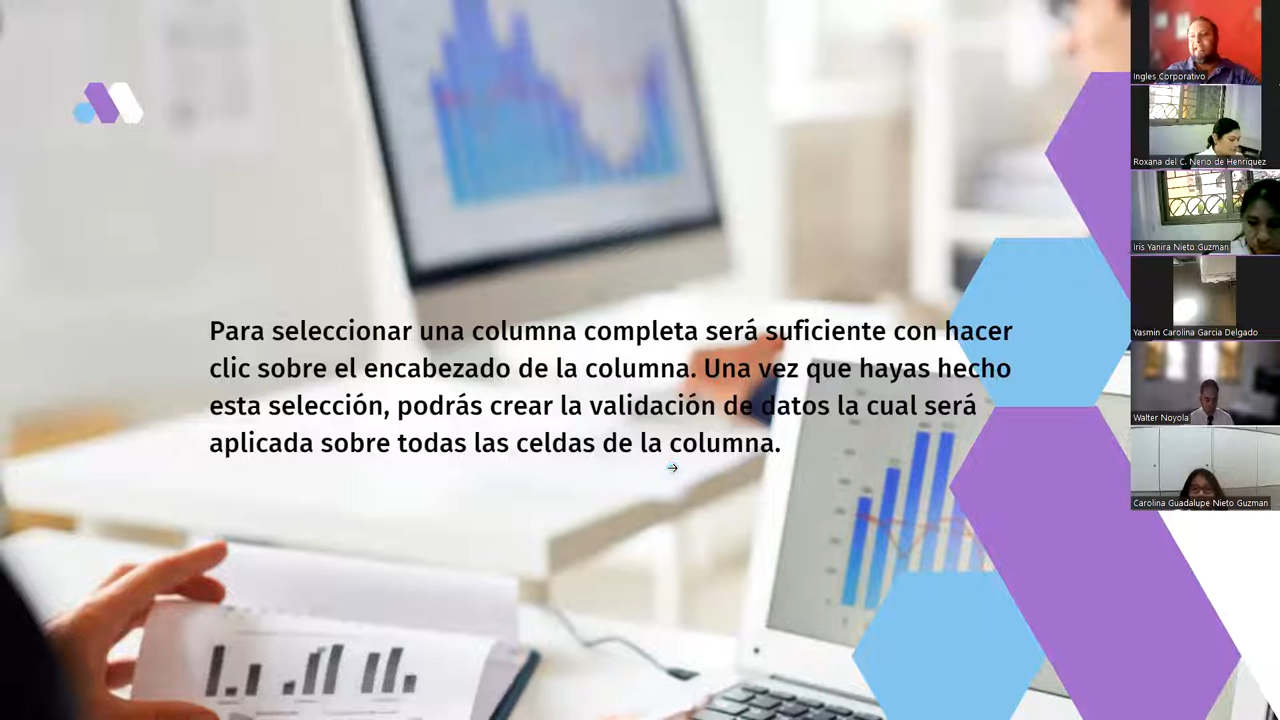 Para seleccionar una columna completa será suficiente con hacer
clic sobre el encabezado de la columna. Una vez que hayas hecho
esta selección, podrás crear la validación de datos la cual será
aplicada sobre todas las celdas de la columna.
Ingles Corporativo
Roxana del C. Nerio de Henríquez
Iris Yanira Nieto Guzman
Yasmin Carolina Garcia Delgado
Walter Noyola
Carolina Guadalupe Nieto Guzman